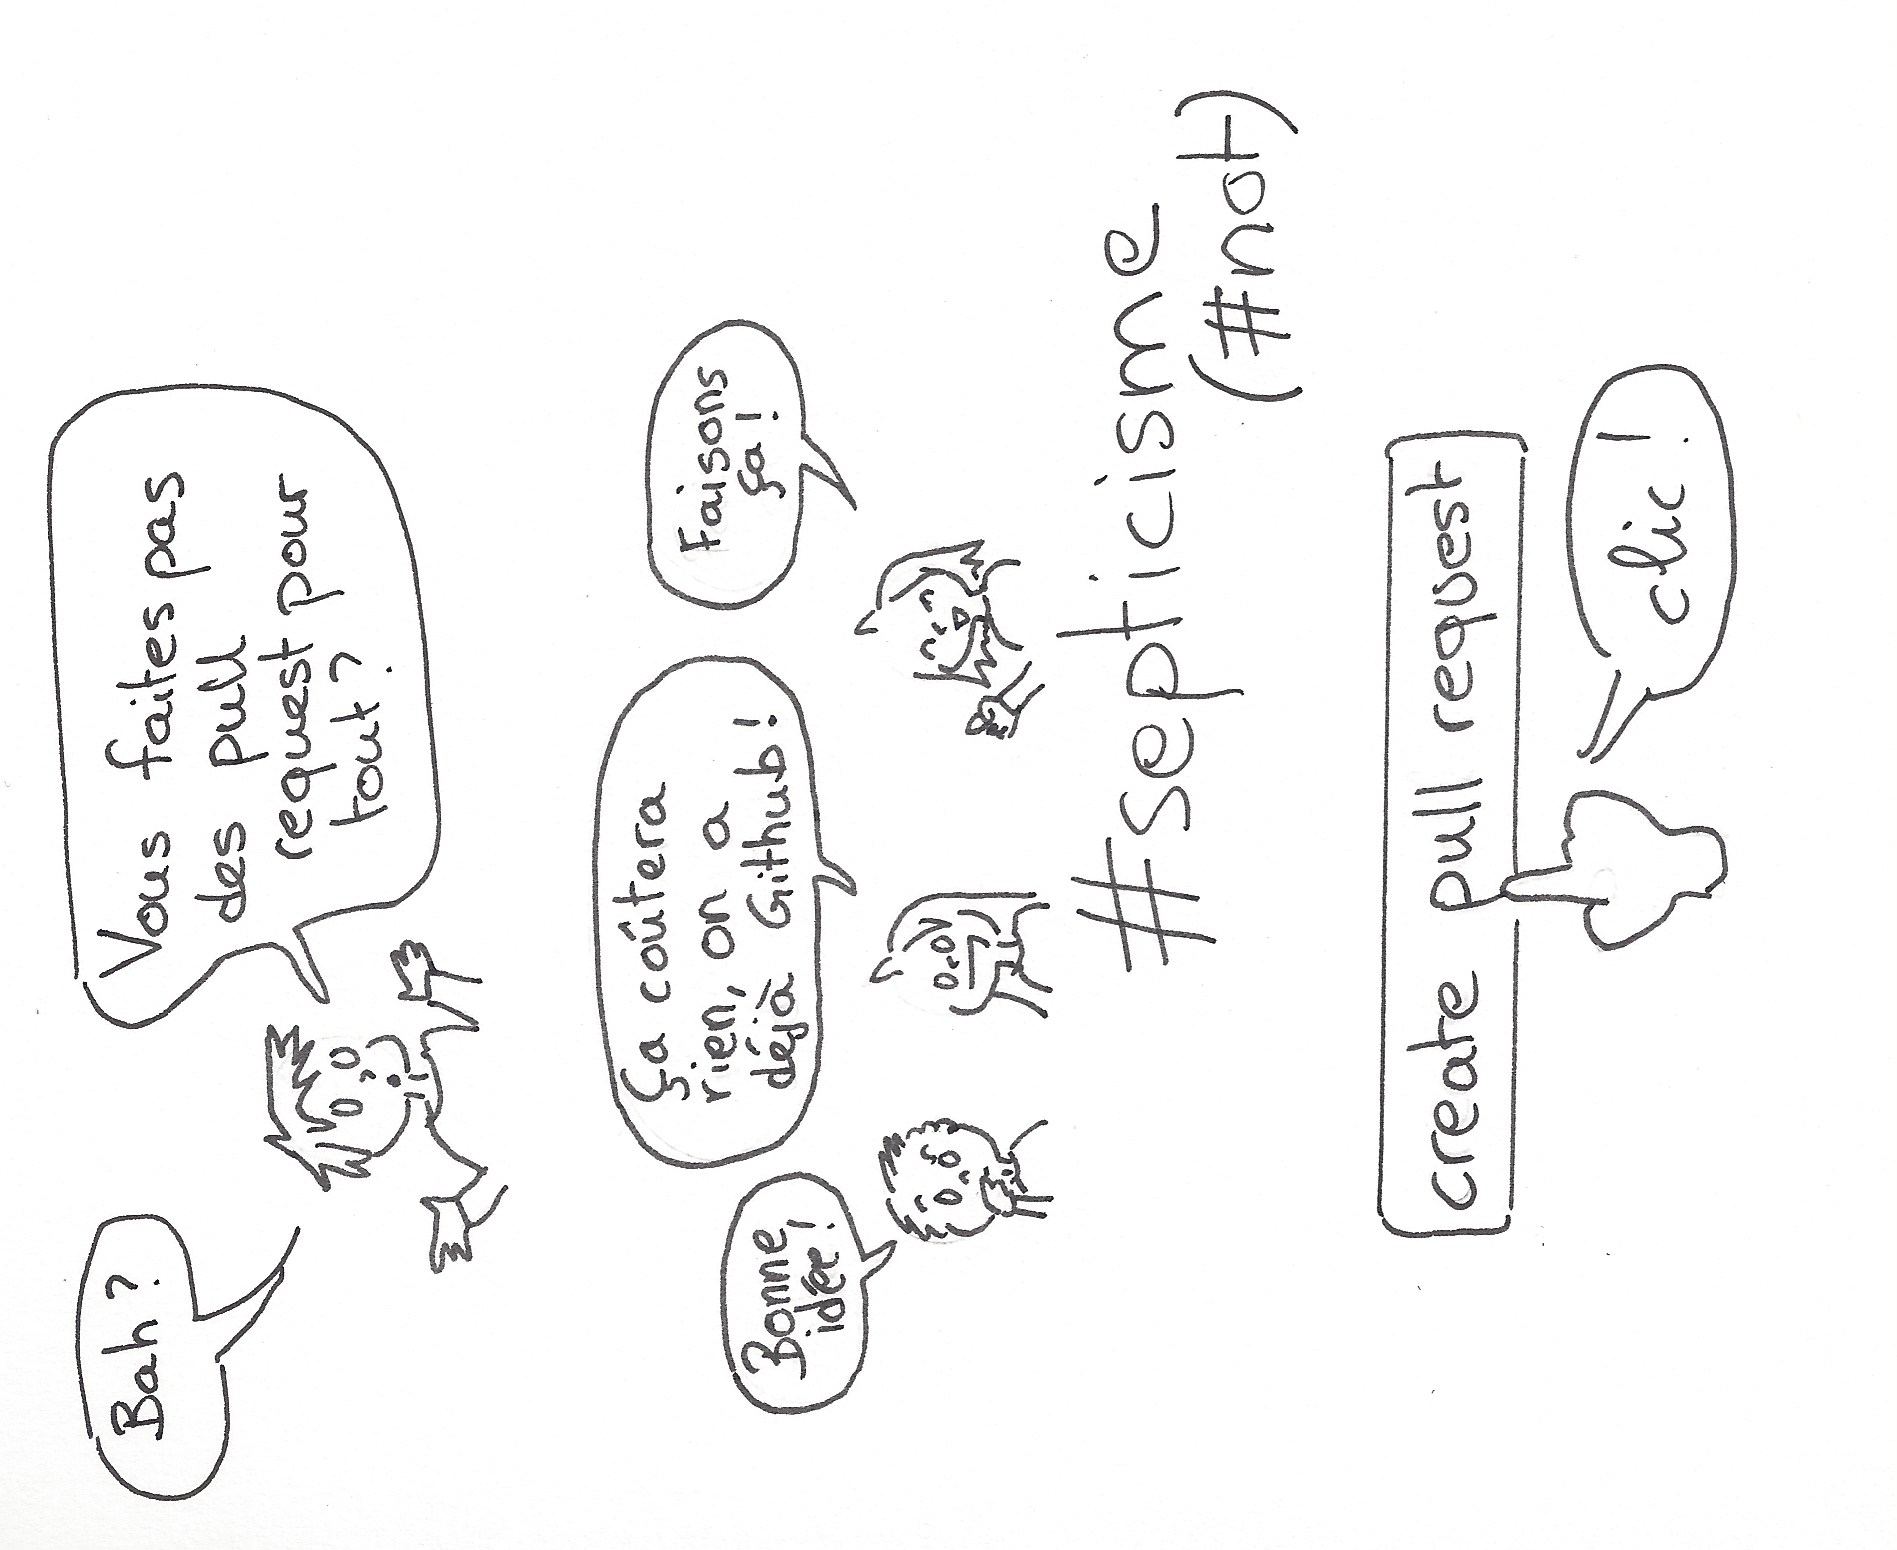 Bah ?
Vous faites pas
des pull
request pour
tout ?
Bonne
idée !
Ça coûtera
rien, on a
déjà Github !
Faisons
ça !
#septicisme
(#not)
create pull request
clic !